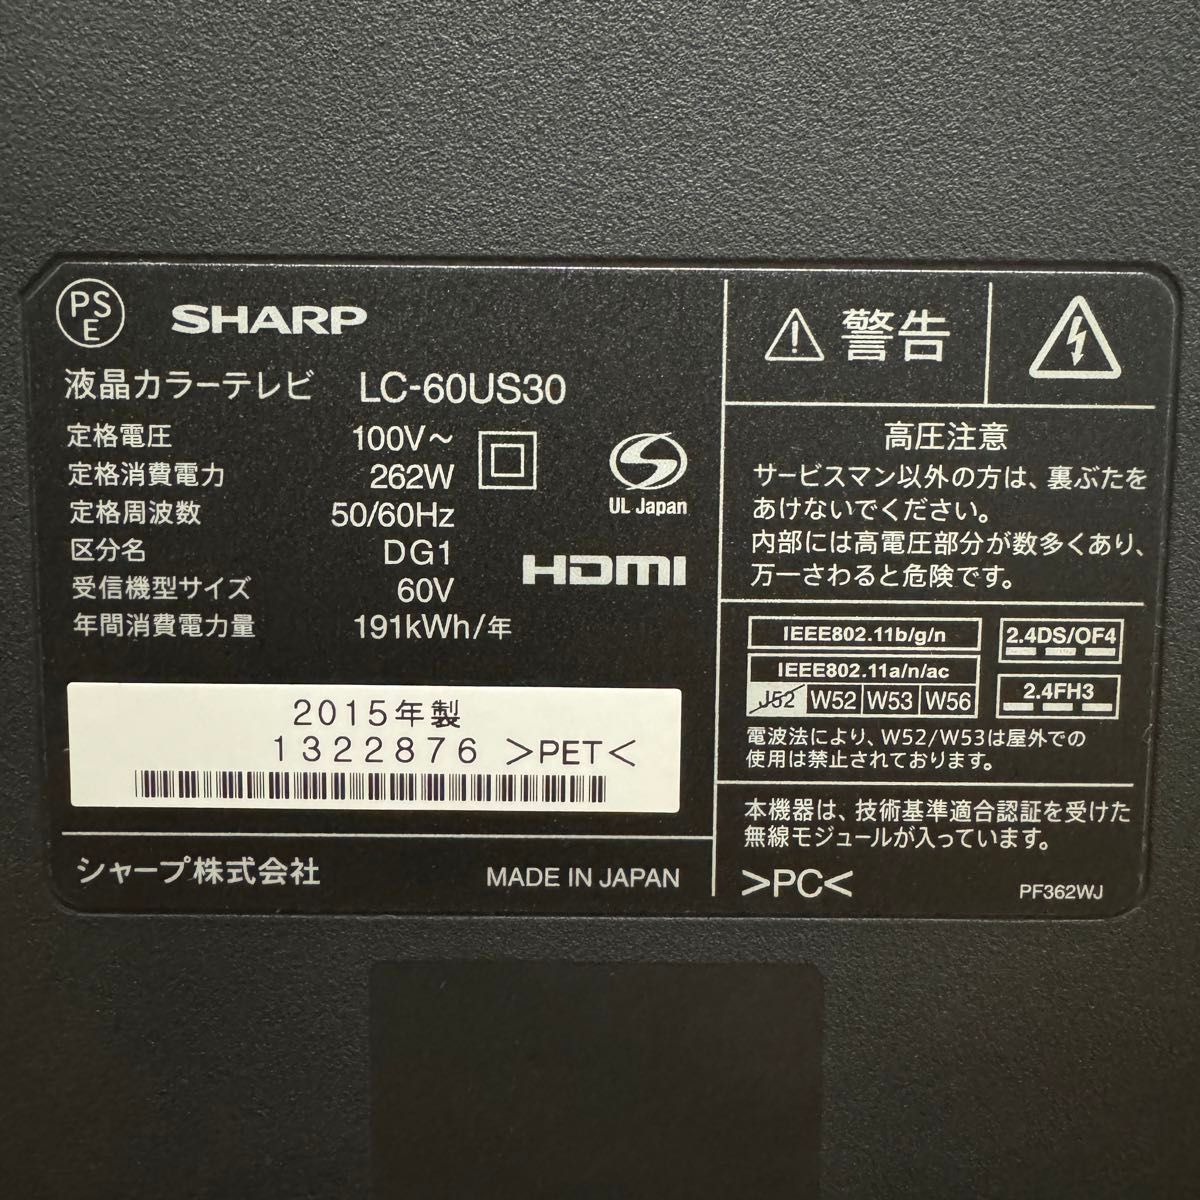 PS
E
SHARP
液晶カラーテレビ LC-60US30
定格電圧 100V～
定格消費電力 262W
定格周波数 50/60Hz
区分名 DG1
受信機型サイズ 60V
年間消費電力量 191kWh/年
UL Japan
HDMI
2015年製
1322876 >PET<
シャープ株式会社 MADE IN JAPAN
警告
高圧注意
サービスマン以外の方は、裏ぶたを
あけないでください。
内部には高電圧部分が数多くあり、
万一さわると危険です。
IEEE802.11b/g/n
IEEE802.11a/n/ac
J52 W52 W53 W56
2.4DS/OF4
2.4FH3
電波法により、W52/W53は屋外での
使用は禁止されております。
本機器は、技術基準適合認証を受けた
無線モジュールが入っています。
>PC< PF362WJ